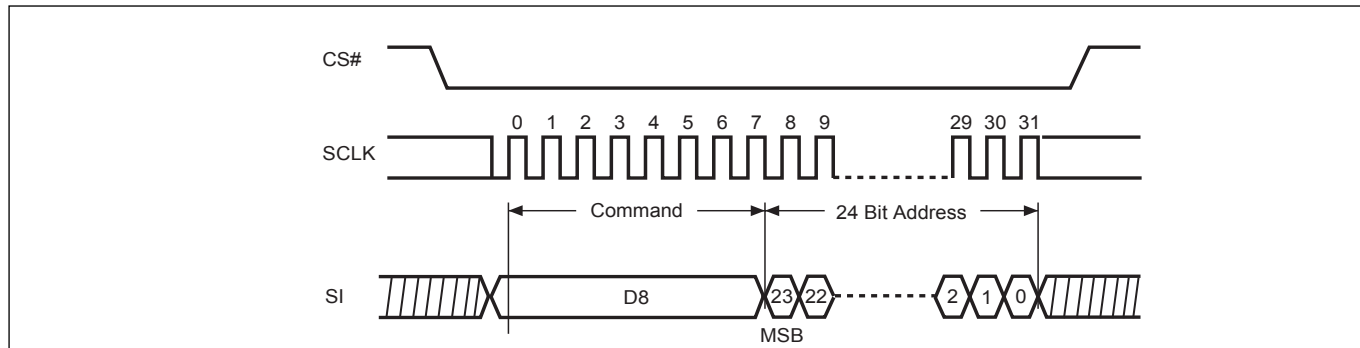 CS#
0 1 2 3 4 5 6 7 8 9 29 30 31
SCLK
Command 24 Bit Address
SI D8 23 22 2 1 0
MSB